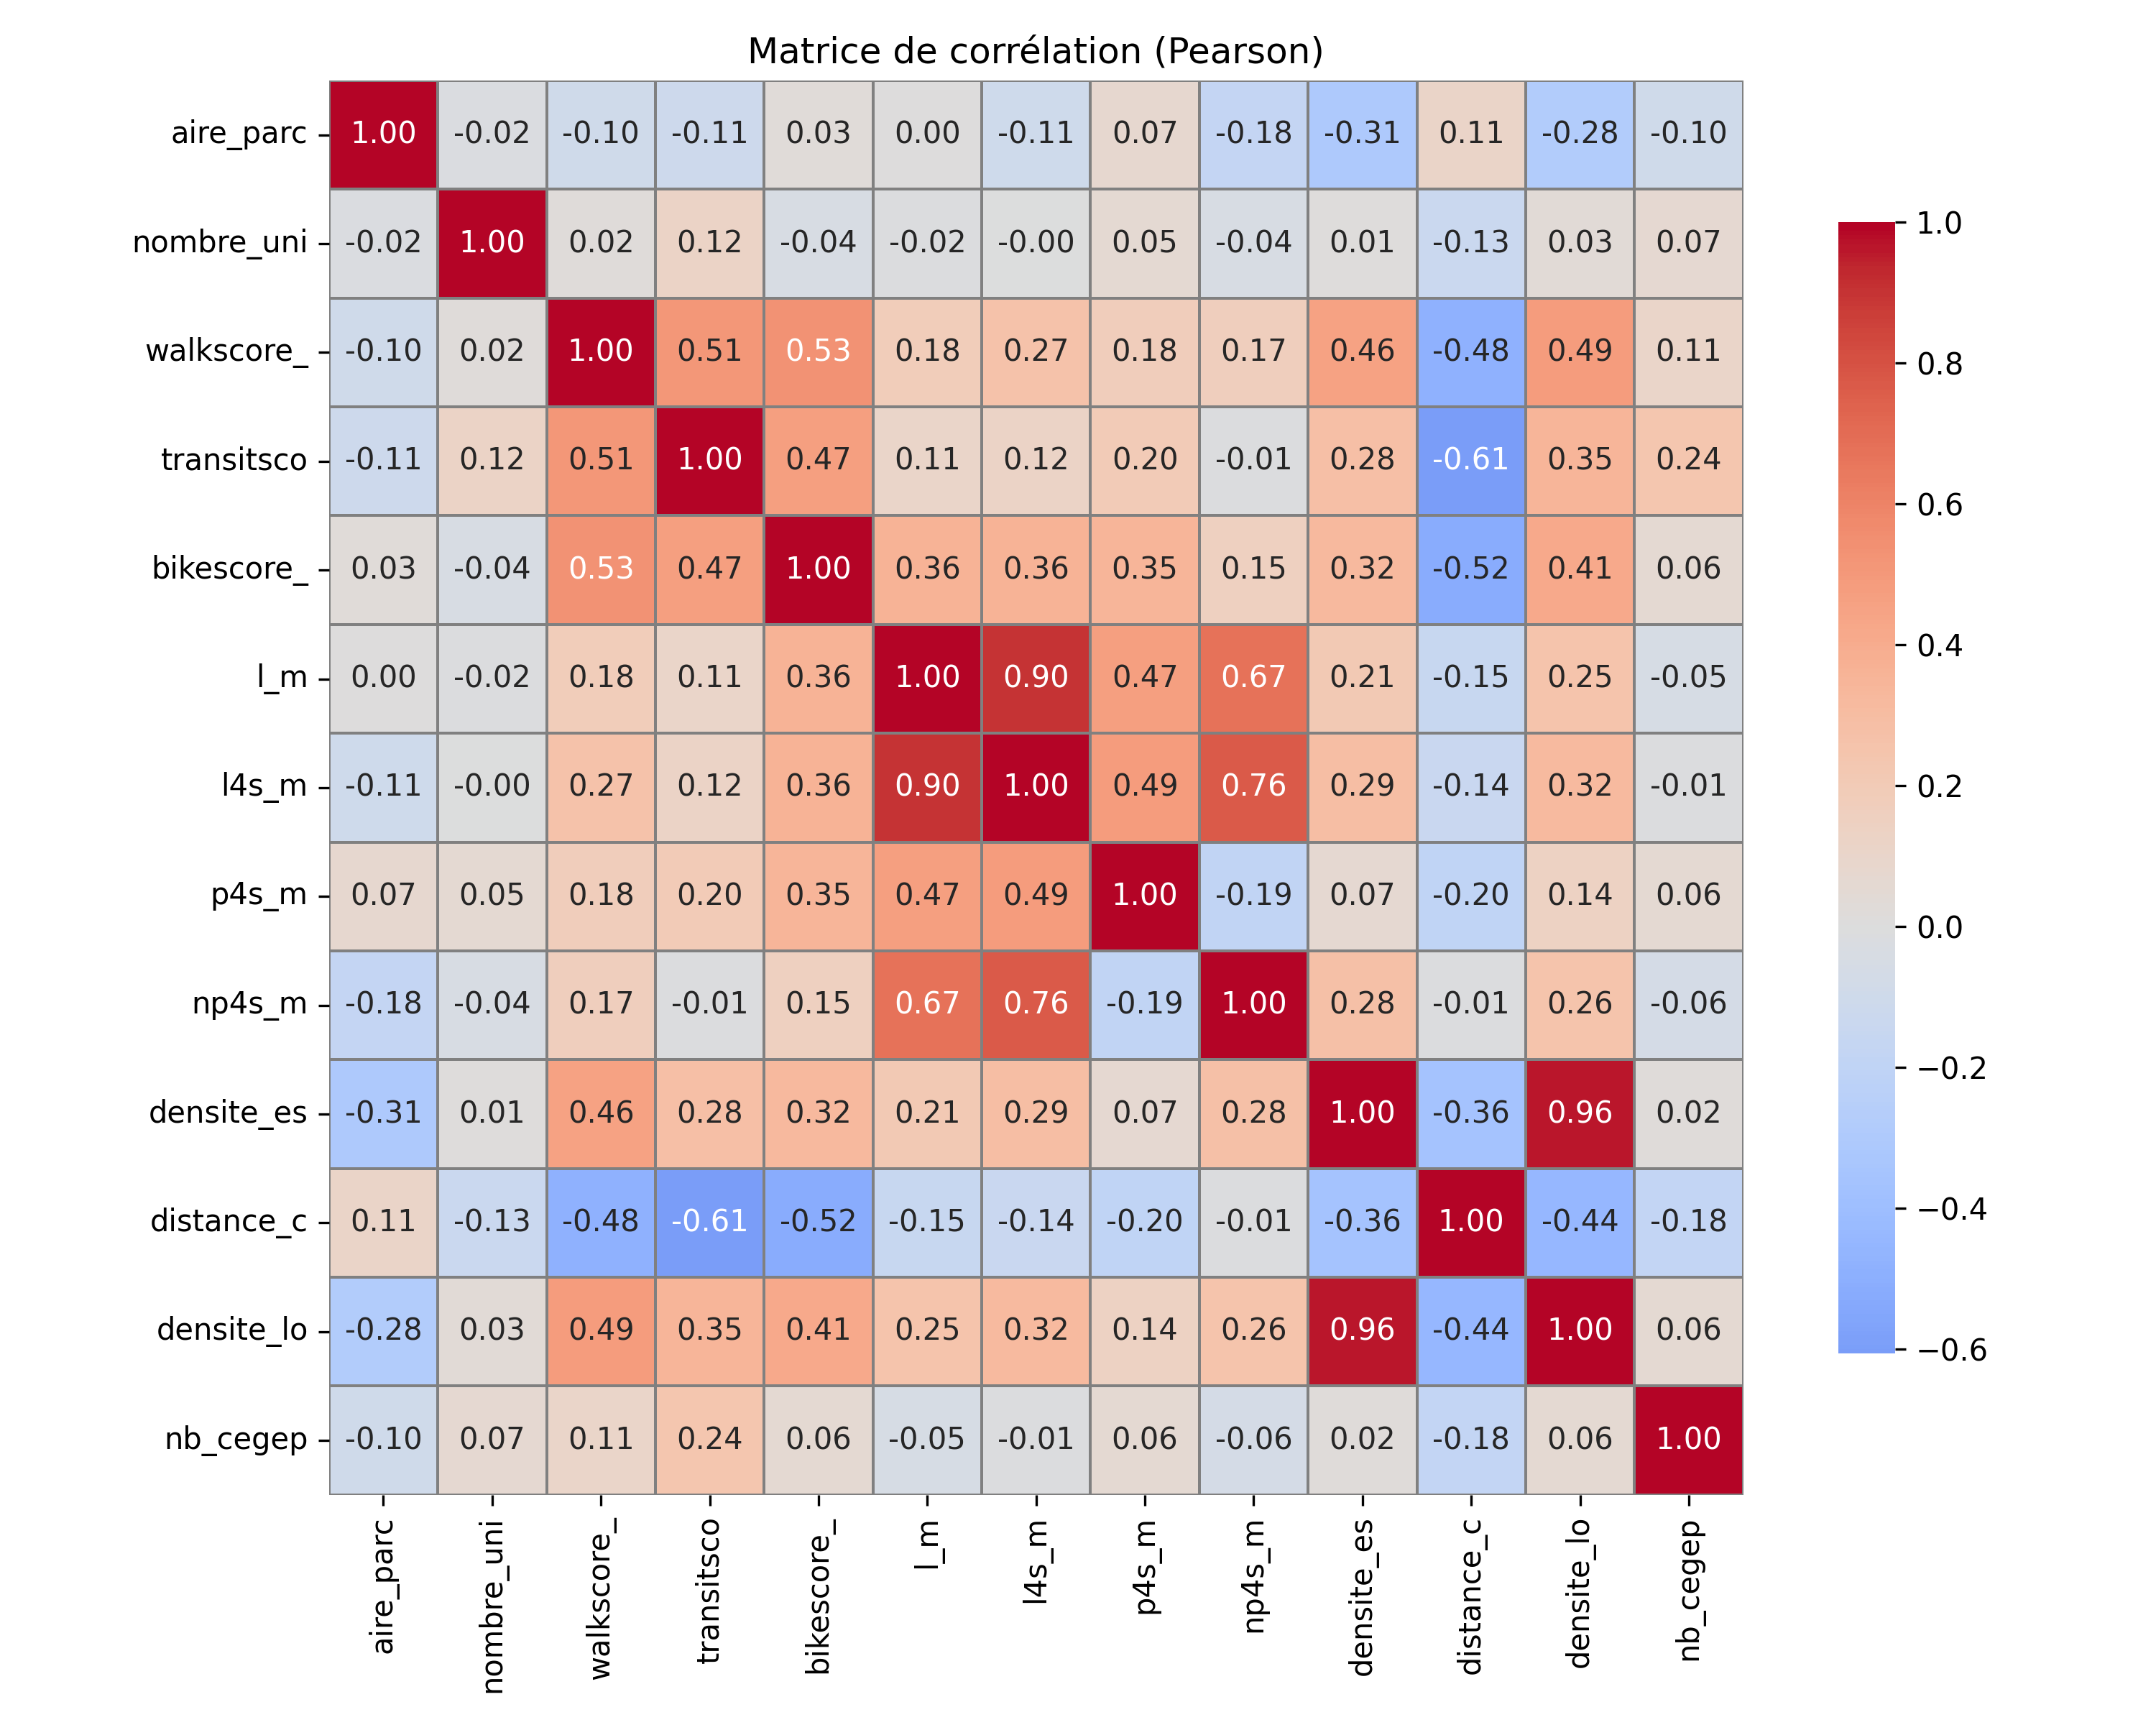 Matrice de corrélation (Pearson)
aire_parc 1.00 -0.02 -0.10 -0.11 0.03 0.00 -0.11 0.07 -0.18 -0.31 0.11 -0.28 -0.10
nombre_uni -0.02 1.00 0.02 0.12 -0.04 -0.02 -0.00 0.05 -0.04 0.01 -0.13 0.03 0.07
walkscore_ -0.10 0.02 1.00 0.51 0.53 0.18 0.27 0.18 0.17 0.46 -0.48 0.49 0.11
transitsco -0.11 0.12 0.51 1.00 0.47 0.11 0.12 0.20 -0.01 0.28 -0.61 0.35 0.24
bikescore_ 0.03 -0.04 0.53 0.47 1.00 0.36 0.36 0.35 0.15 0.32 -0.52 0.41 0.06
l_m 0.00 -0.02 0.18 0.11 0.36 1.00 0.90 0.47 0.67 0.21 -0.15 0.25 -0.05
l4s_m -0.11 -0.00 0.27 0.12 0.36 0.90 1.00 0.49 0.76 0.29 -0.14 0.32 -0.01
p4s_m 0.07 0.05 0.18 0.20 0.35 0.47 0.49 1.00 -0.19 0.07 -0.20 0.14 0.06
np4s_m -0.18 -0.04 0.17 -0.01 0.15 0.67 0.76 -0.19 1.00 0.28 -0.01 0.26 -0.06
densite_es -0.31 0.01 0.46 0.28 0.32 0.21 0.29 0.07 0.28 1.00 -0.36 0.96 0.02
distance_c 0.11 -0.13 -0.48 -0.61 -0.52 -0.15 -0.14 -0.20 -0.01 -0.36 1.00 -0.44 -0.18
densite_lo -0.28 0.03 0.49 0.35 0.41 0.25 0.32 0.14 0.26 0.96 -0.44 1.00 0.06
nb_cegep -0.10 0.07 0.11 0.24 0.06 -0.05 -0.01 0.06 -0.06 0.02 -0.18 0.06 1.00
aire_parc
nombre_uni
walkscore_
transitsco
bikescore_
l_m
l4s_m
p4s_m
np4s_m
densite_es
distance_c
densite_lo
nb_cegep
1.0
0.8
0.6
0.4
0.2
0.0
−0.2
−0.4
−0.6